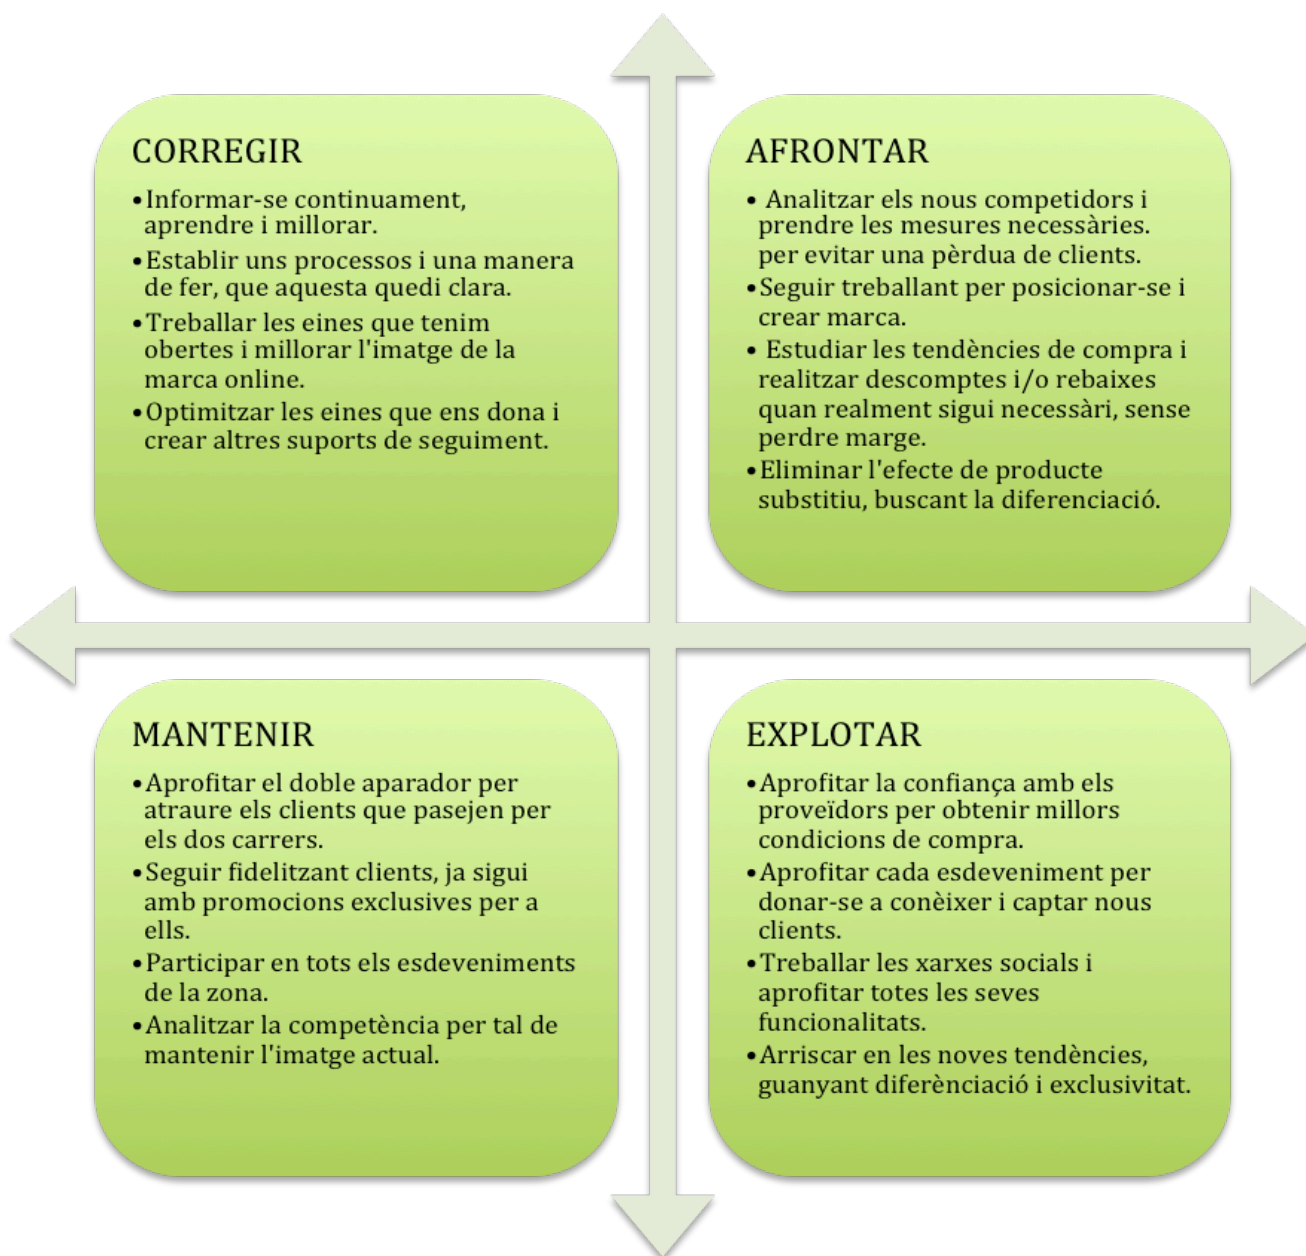 CORREGIR
•Informar-se continuament,
aprendre i millorar.
•Establir uns processos i una manera
de fer, que aquesta quedi clara.
•Treballar les eines que tenim
obertes i millorar l'imatge de la
marca online.
•Optimitzar les eines que ens dona i
crear altres suports de seguiment.
AFRONTAR
• Analitzar els nous competidors i
prendre les mesures necessàries.
per evitar una pèrdua de clients.
•Seguir treballant per posicionar-se i
crear marca.
• Estudiar les tendències de compra i
realitzar descomptes i/o rebaixes
quan realment sigui necessàri, sense
perdre marge.
•Eliminar l'efecte de producte
substitiu, buscant la diferenciació.
MANTENIR
•Aprofitar el doble aparador per
atraure els clients que pasejen per
els dos carrers.
•Seguir fidelitzant clients, ja sigui
amb promocions exclusives per a
ells.
•Participar en tots els esdeveniments
de la zona.
•Analitzar la competència per tal de
mantenir l'imatge actual.
EXPLOTAR
•Aprofitar la confiança amb els
proveïdors per obtenir millors
condicions de compra.
•Aprofitar cada esdeveniment per
donar-se a conèixer i captar nous
clients.
•Treballar les xarxes socials i
aprofitar totes les seves
funcionalitats.
•Arriscar en les noves tendències,
guanyant diferènciació i exclusivitat.